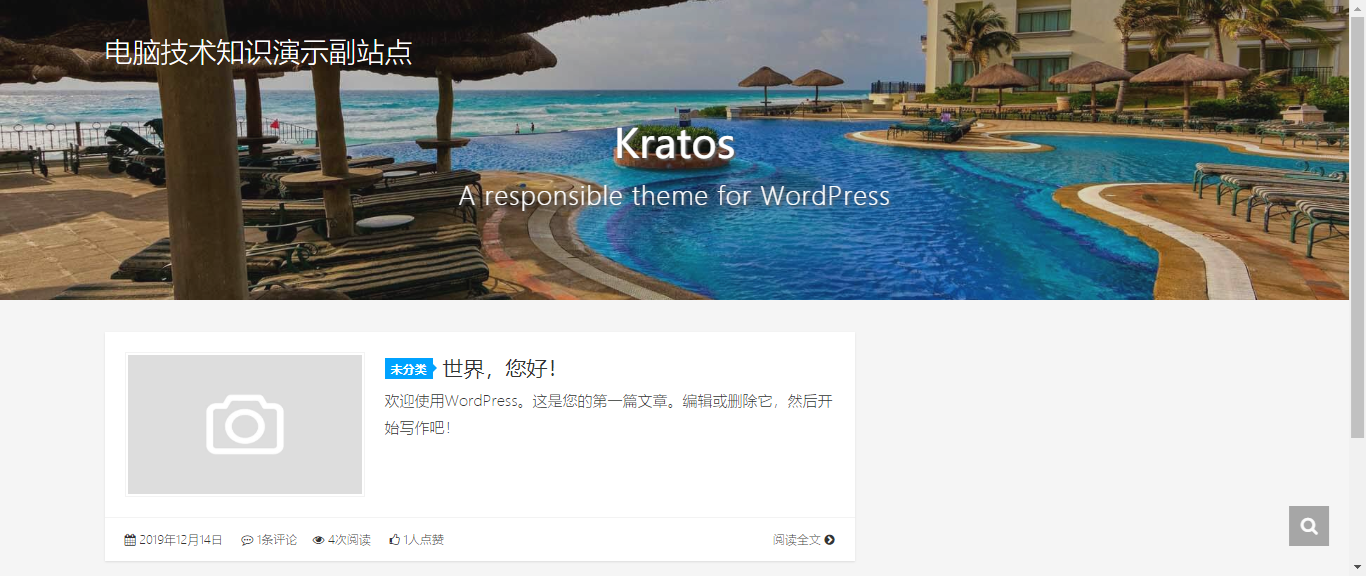 电脑技术知识演示副站点
Kratos
A responsible theme for WordPress
未分类 世界，您好！
欢迎使用WordPress。这是您的第一篇文章。编辑或删除它，然后开
始写作吧！
2019年12月14日 1条评论 4次阅读 1人点赞 阅读全文